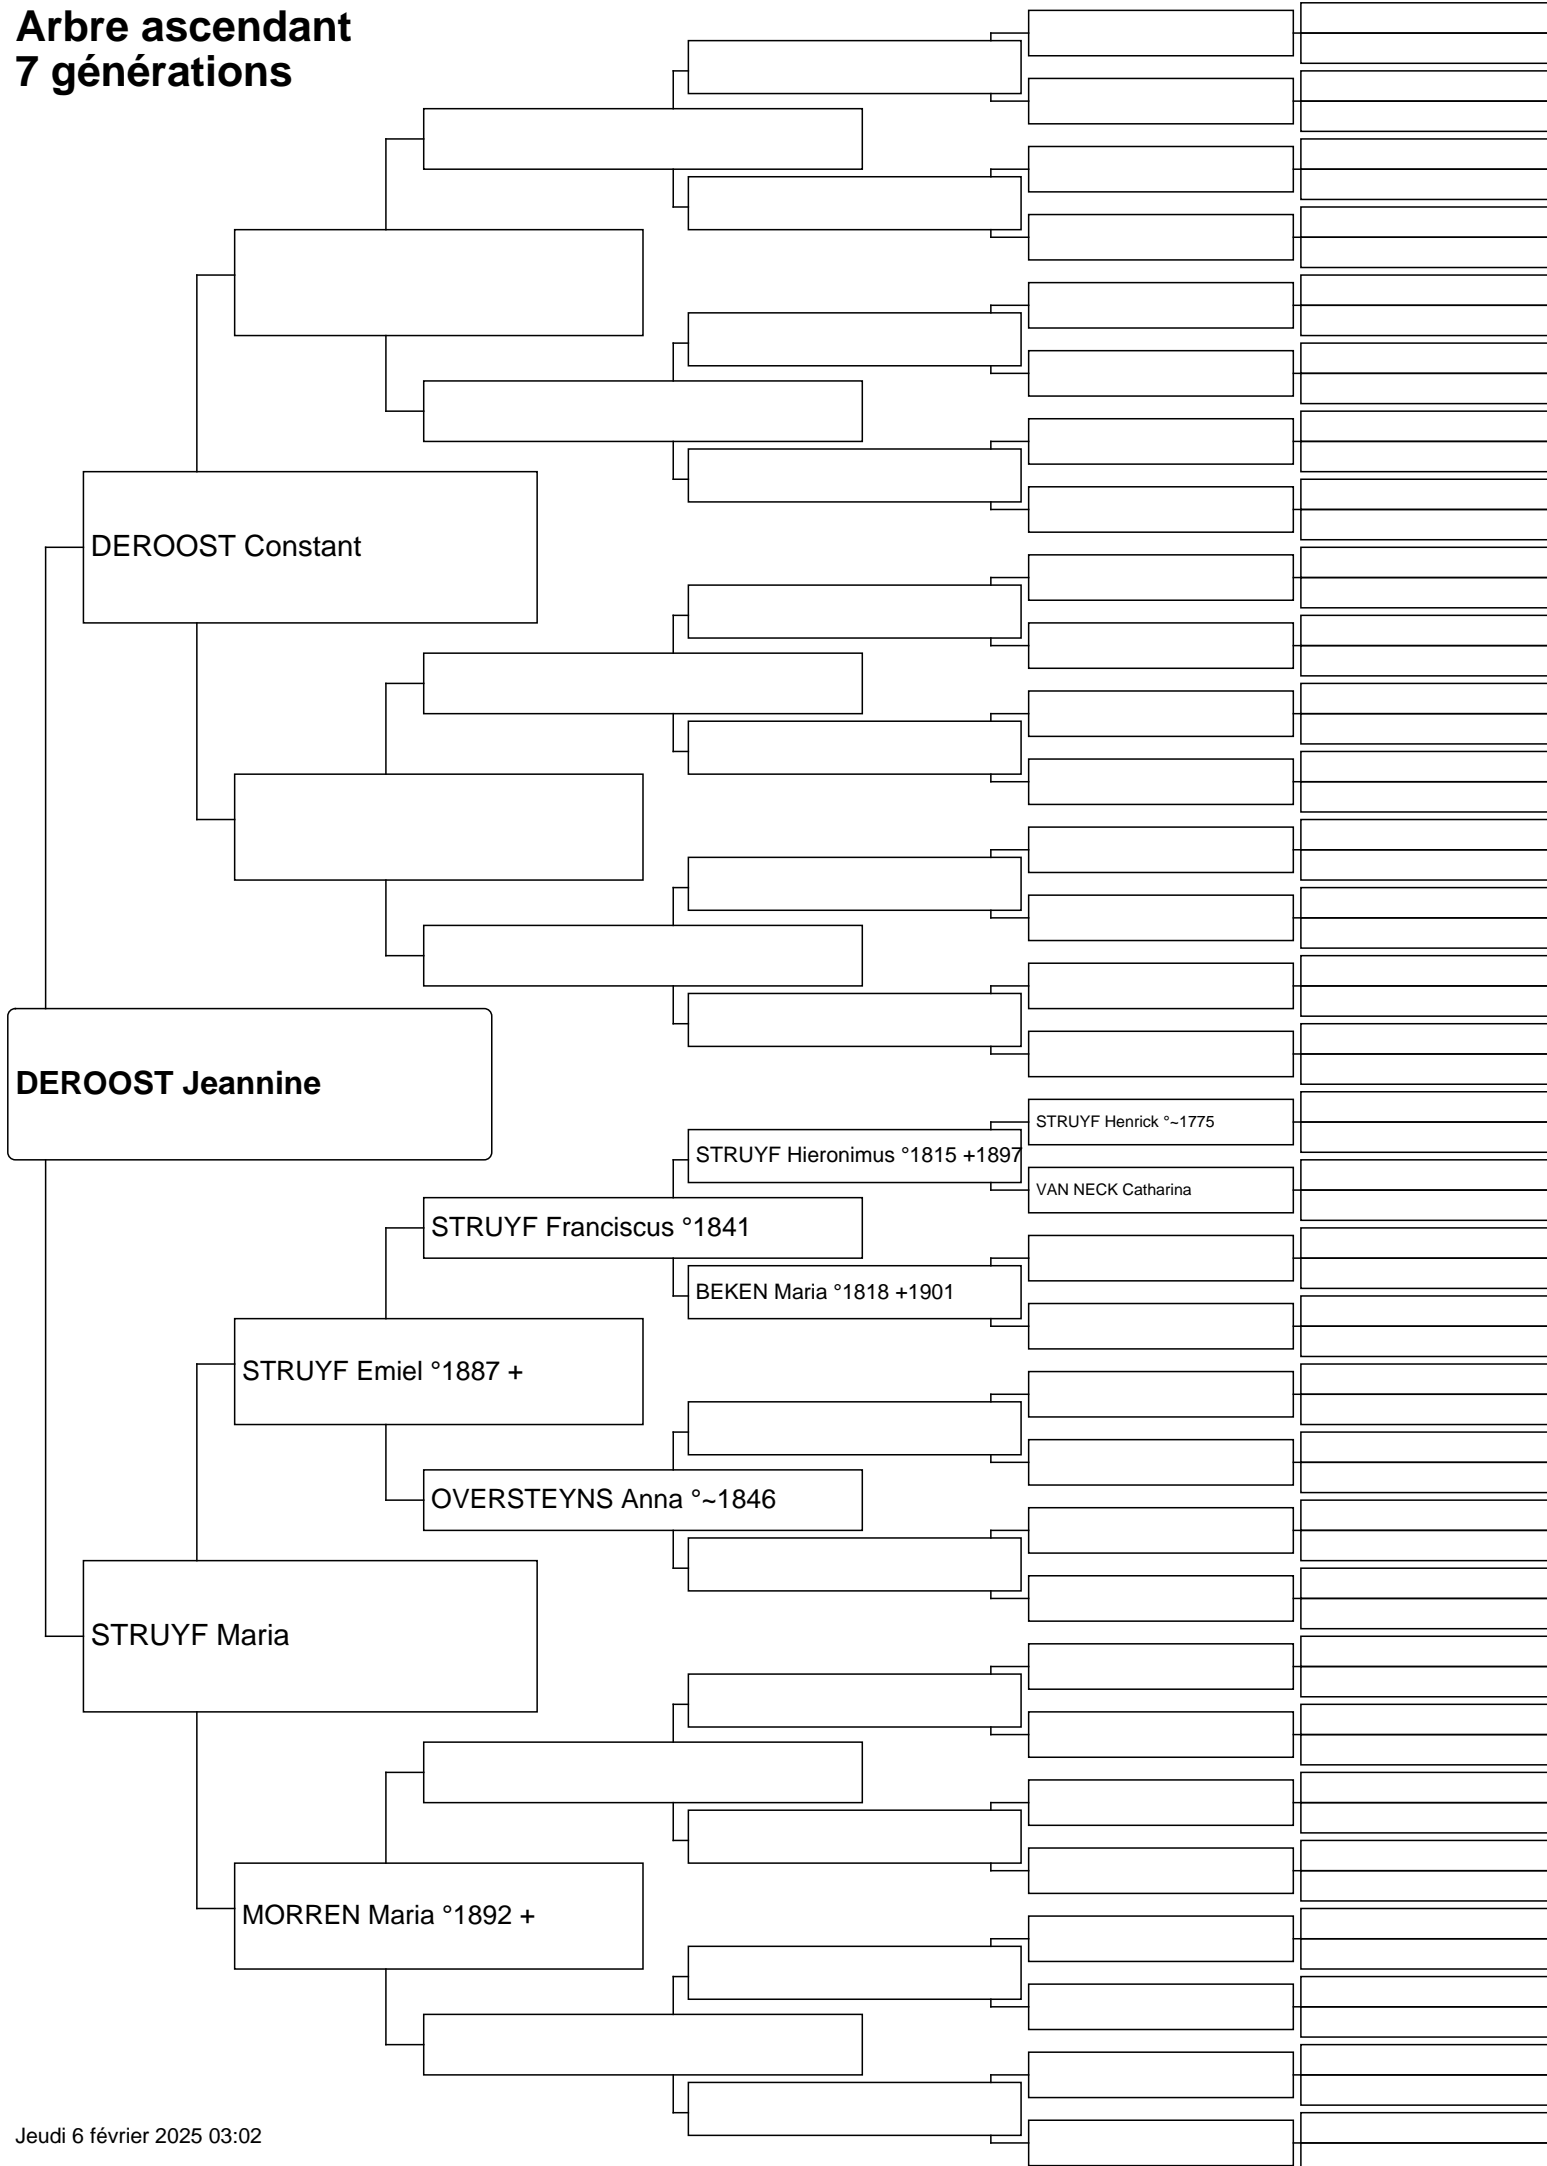 Arbre ascendant
7 générations
DEROOST Constant
DEROOST Jeannine
STRUYF Henrick °~1775
STRUYF Hieronimus °1815 +1897
VAN NECK Catharina
STRUYF Franciscus °1841
BEKEN Maria °1818 +1901
STRUYF Emiel °1887 +
OVERSTEYNS Anna °~1846
STRUYF Maria
MORREN Maria °1892 +
Jeudi 6 février 2025 03:02